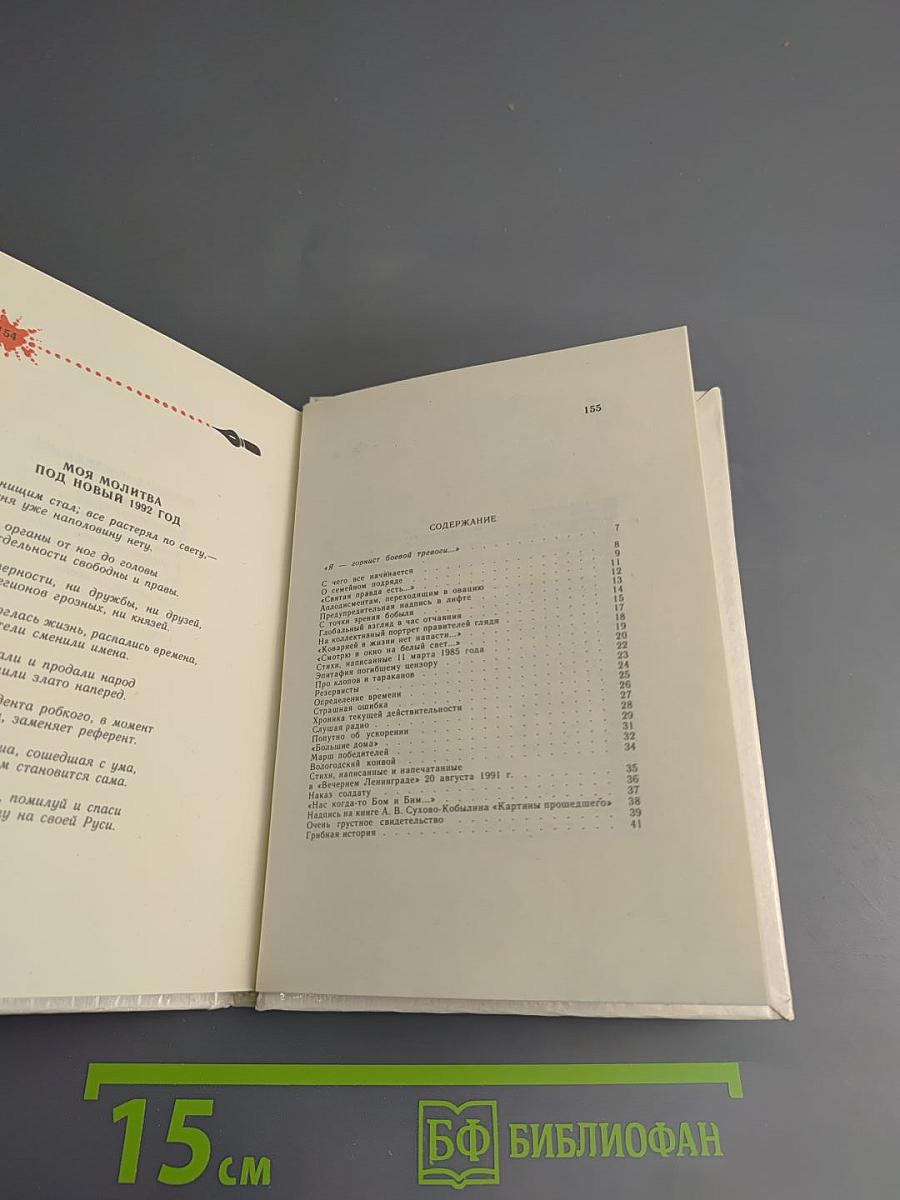 154
МОЯ МОЛИТВА
ПОД НОВЫЙ 1992 ГОД
нищим стал; все растерял по свету,—
ня уже наполовину нету.
органы от ног до головы
тдельности свободны и правы.
ерности, ни дружбы, ни друзей,
егионов грозных, ни князей.
оглась жизнь, распались времена,
тели сменили имена.
али и продали народ
или злато наперед.
дента робкого, в момент
, заменяет референт.
ша, сошедшая с ума,
м становится сама.
, помилуй и спаси
ну на своей Руси.
155
СОДЕРЖАНИЕ
«Я — горнист боевой тревоги...» 7
С чего все начинается 8
О семейном подряде 9
«Святая правда есть...» 11
Аплодисментам, переходящим в овацию 12
Предупредительная надпись в лифте 13
С точки зрения бобыля 14
Глобальный взгляд в час отчаяния 15
На коллективный портрет правителей глядя 17
«Коварней в жизни нет напасти...» 18
«Смотрю в окно на белый свет...» 19
Стихи, написанные 11 марта 1985 года 20
Эпитафия погибшему цензору 22
Про клопов и тараканов 23
Резервисты 24
Определение времени 25
Страшная ошибка 26
Хроника текущей действительности 27
Слушая радио 28
Попутно об ускорении 29
«Большие дома» 31
Марш победителей 32
Вологодский конвой 34
Стихи, написанные и напечатанные
в «Вечернем Ленинграде» 20 августа 1991 г. 35
Наказ солдату 36
«Нас когда-то Бом и Бим...» 37
Надпись на книге А. В. Сухово-Кобылина «Картины прошедшего» 38
Очень грустное свидетельство 39
Грибная история 41
15 см
БФ БИБЛИОФАН